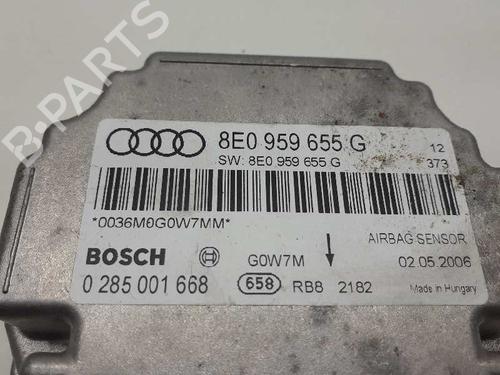 B-PARTS
8E0 959 655 G 12
SW: 8E0 959 655 G 373
*0036M0G0W7MM*
AIRBAG SENSOR
BOSCH G0W7M 02.05.2006
0 285 001 668 658 RB8 2182 Made in Hungary